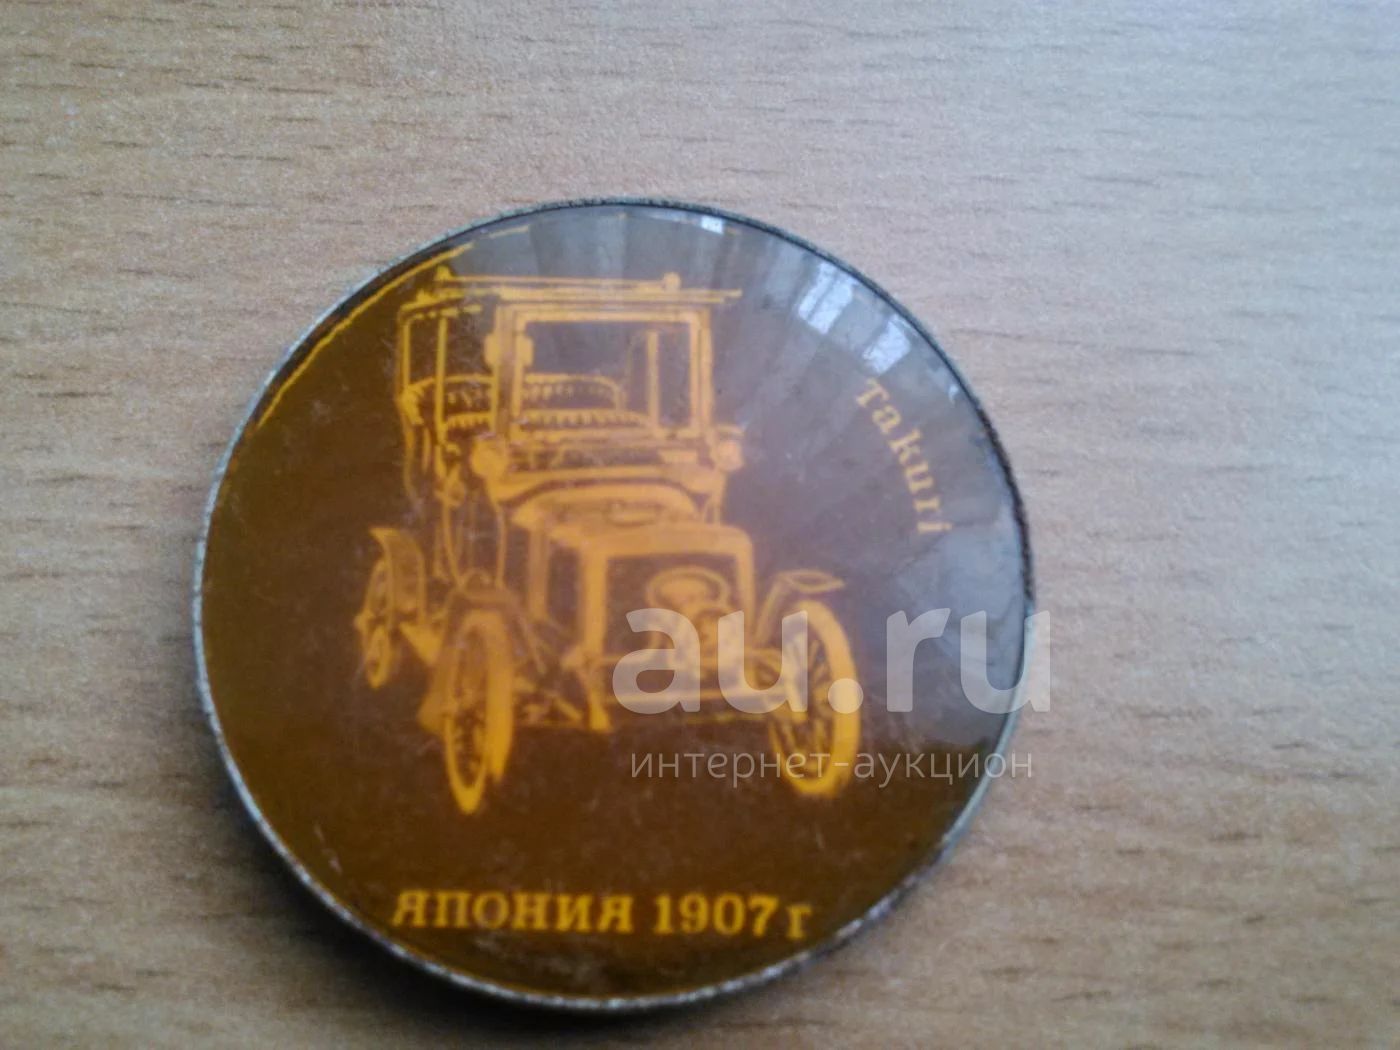 Takuri
au.ru
интернет-аукцион
ЯПОНИЯ 1907 г